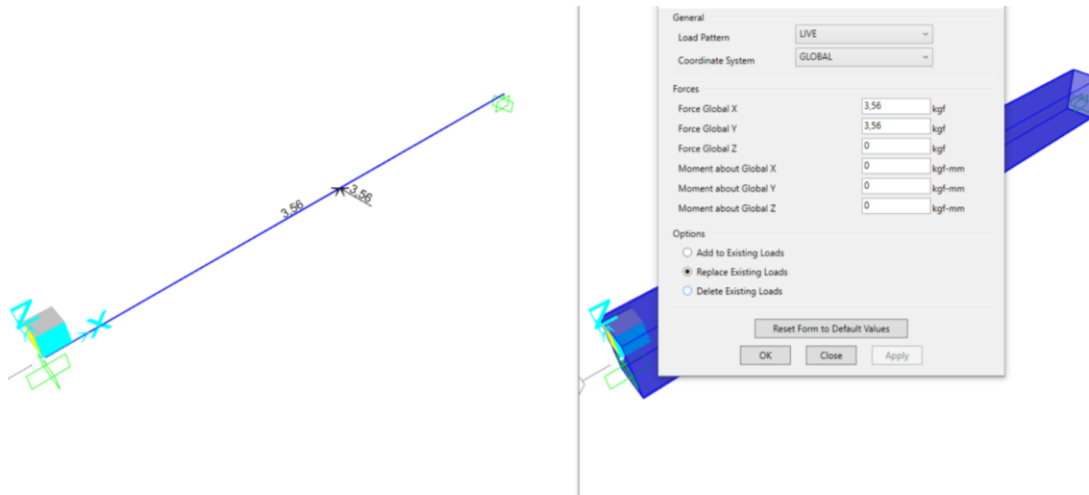 3,56
3,56
General
Load Pattern LIVE
Coordinate System GLOBAL
Forces
Force Global X 3,56 kgf
Force Global Y 3,56 kgf
Force Global Z 0 kgf
Moment about Global X 0 kgf-mm
Moment about Global Y 0 kgf-mm
Moment about Global Z 0 kgf-mm
Options
Add to Existing Loads
Replace Existing Loads
Delete Existing Loads
Reset Form to Default Values
OK Close Apply
Z
X
Z